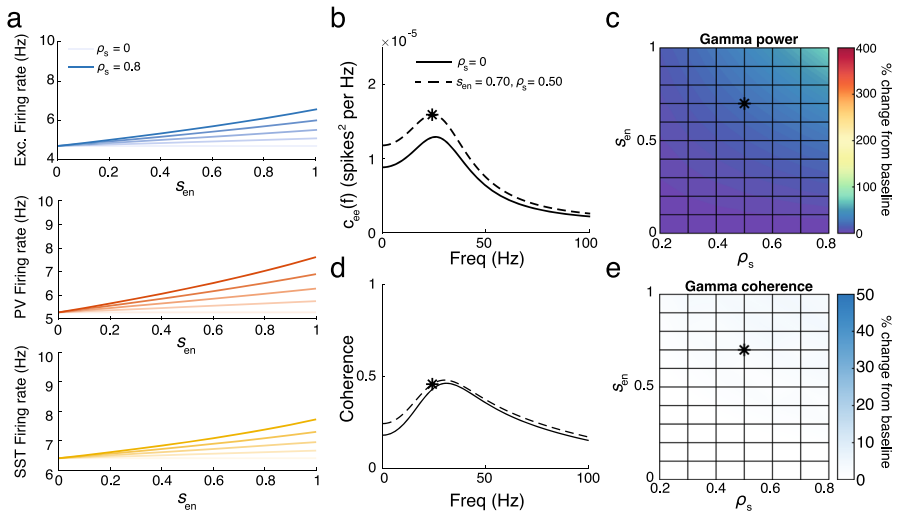 a
Exc. Firing rate (Hz)
10
8
6
4
ρs = 0
ρs = 0.8
0 0.2 0.4 0.6 0.8 1
sen
PV Firing rate (Hz)
10
9
8
7
6
5
0 0.2 0.4 0.6 0.8 1
sen
SST Firing rate (Hz)
10
9
8
7
6
0 0.2 0.4 0.6 0.8 1
sen
b
×10-5
cee(f) (spikes2 per Hz)
2
1
0
ρs = 0
sen = 0.70, ρs = 0.50
0 50 100
Freq (Hz)
c
Gamma power
sen
1
0.5
0
0.2 0.4 0.6 0.8
ρs
400
300
200
100
0
% change from baseline
d
Coherence
1
0.5
0
0 50 100
Freq (Hz)
e
Gamma coherence
sen
1
0.5
0
0.2 0.4 0.6 0.8
ρs
50
40
30
20
10
0
% change from baseline